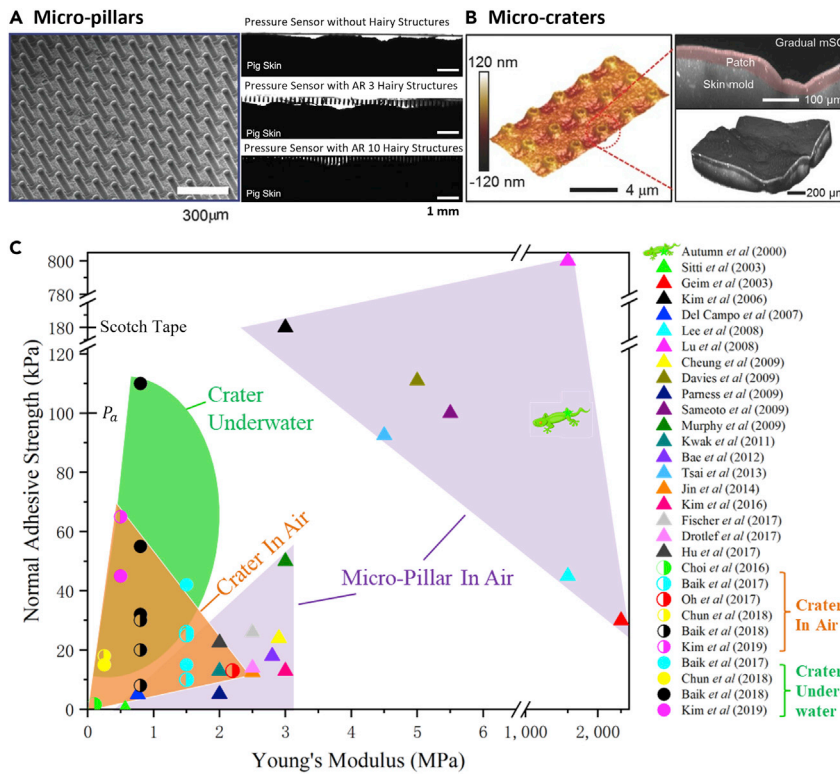 A Micro-pillars
300μm
Pressure Sensor without Hairy Structures
Pig Skin
Pressure Sensor with AR 3 Hairy Structures
Pig Skin
Pressure Sensor with AR 10 Hairy Structures
Pig Skin
1 mm
B Micro-craters
120 nm
-120 nm
4 μm
Gradual mSC
Patch
Skin mold
100 μm
200 μm
C
Normal Adhesive Strength (kPa)
800
780
180
120
100
80
60
40
20
0
Scotch Tape
Pa
Crater
Underwater
Crater In Air
Micro-Pillar In Air
0 1 2 3 4 5 6 1,000 2,000
Young's Modulus (MPa)
Autumn et al (2000)
Sitti et al (2003)
Geim et al (2003)
Kim et al (2006)
Del Campo et al (2007)
Lee et al (2008)
Lu et al (2008)
Cheung et al (2009)
Davies et al (2009)
Parness et al (2009)
Sameoto et al (2009)
Murphy et al (2009)
Kwak et al (2011)
Bae et al (2012)
Tsai et al (2013)
Jin et al (2014)
Kim et al (2016)
Fischer et al (2017)
Drotlef et al (2017)
Hu et al (2017)
Choi et al (2016)
Baik et al (2017)
Oh et al (2017)
Chun et al (2018)
Baik et al (2018)
Kim et al (2019)
Baik et al (2017)
Chun et al (2018)
Baik et al (2018)
Kim et al (2019)
Crater
In Air
Crater
Under
water